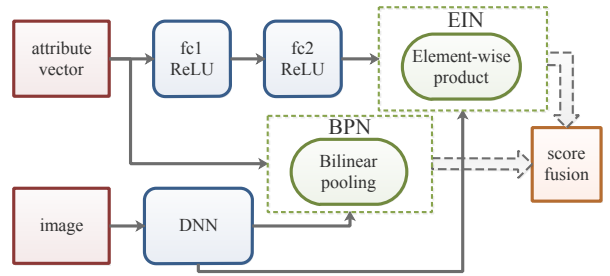 attribute
vector
fc1
ReLU
fc2
ReLU
EIN
Element-wise
product
BPN
Bilinear
pooling
score
fusion
image
DNN